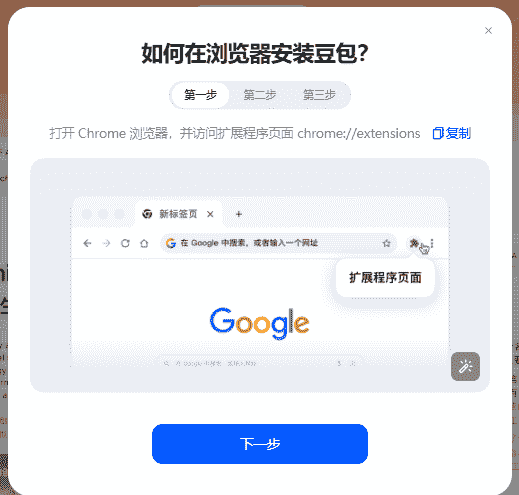 如何在浏览器安装豆包？
第一步 第二步 第三步
打开 Chrome 浏览器，并访问扩展程序页面 chrome://extensions 复制
新标签页
在 Google 中搜索，或者输入一个网址
扩展程序页面
Google
下一步